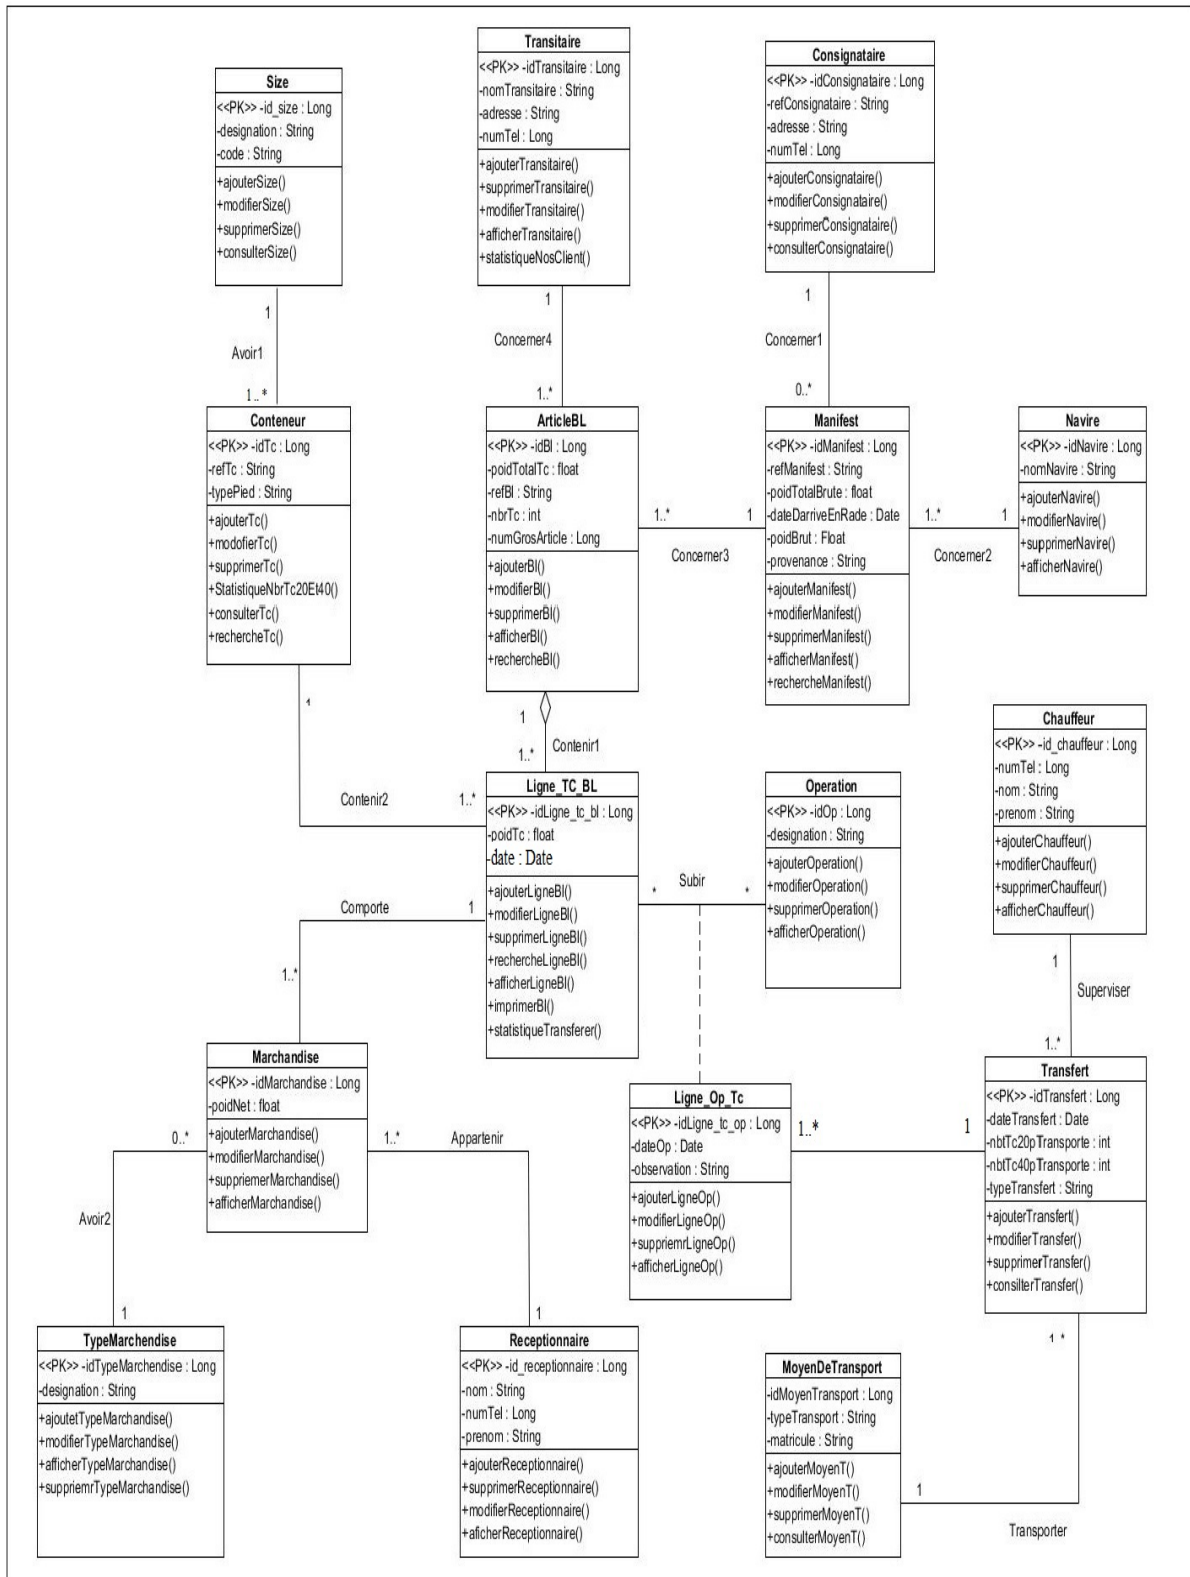 Size
<<PK>> -id_size : Long
-designation : String
-code : String
+ajouterSize()
+modifierSize()
+supprimerSize()
+consulterSize()
Transitaire
<<PK>> -idTransitaire : Long
-nomTransitaire : String
-adresse : String
-numTel : Long
+ajouterTransitaire()
+supprimerTransitaire()
+modifierTransitaire()
+afficherTransitaire()
+statistiqueNosClient()
Consignataire
<<PK>> -idConsignataire : Long
-refConsignataire : String
-adresse : String
-numTel : Long
+ajouterConsignataire()
+modifierConsignataire()
+supprimerConsignataire()
+consulterConsignataire()
1
Avoir1
1..*
1
Concerner4
1..*
1
Concerner1
0..*
Conteneur
<<PK>> -idTc : Long
-refTc : String
-typePied : String
+ajouterTc()
+modofierTc()
+supprimerTc()
+StatistiqueNbrTc20Et40()
+consulterTc()
+rechercheTc()
ArticleBL
<<PK>> -idBl : Long
-poidTotalTc : float
-refBl : String
-nbrTc : int
-numGrosArticle : Long
+ajouterBl()
+modifierBl()
+supprimerBl()
+afficherBl()
+rechercheBl()
1..*
1
Concerner3
Manifest
<<PK>> -idManifest : Long
-refManifest : String
-poidTotalBrute : float
-dateDarriveEnRade : Date
-poidBrut : Float
-provenance : String
+ajouterManifest()
+modifierManifest()
+supprimerManifest()
+afficherManifest()
+rechercheManifest()
1..*
1
Concerner2
Navire
<<PK>> -idNavire : Long
-nomNavire : String
+ajouterNavire()
+modifierNavire()
+supprimerNavire()
+afficherNavire()
1
Contenir2
1..*
1
Contenir1
1..*
Ligne_TC_BL
<<PK>> -idLigne_tc_bl : Long
-poidTc : float
-date : Date
+ajouterLigneBl()
+modifierLigneBl()
+supprimerLigneBl()
+rechercheLigneBl()
+afficherLigneBl()
+imprimerBl()
+statistiqueTransferer()
*
Subir
*
Operation
<<PK>> -idOp : Long
-designation : String
+ajouterOperation()
+modifierOperation()
+supprimerOperation()
+afficherOperation()
Chauffeur
<<PK>> -id_chauffeur : Long
-numTel : Long
-nom : String
-prenom : String
+ajouterChauffeur()
+modifierChauffeur()
+supprimerChauffeur()
+afficherChauffeur()
1
Superviser
1..*
Comporte
1
1..*
Marchandise
<<PK>> -idMarchandise : Long
-poidNet : float
+ajouterMarchandise()
+modifierMarchandise()
+suppriemerMarchandise()
+afficherMarchandise()
0..*
Avoir2
1
1..*
Appartenir
1
Ligne_Op_Tc
<<PK>> -idLigne_tc_op : Long
-dateOp : Date
-observation : String
+ajouterLigneOp()
+modifierLigneOp()
+suppriemrLigneOp()
+afficherLigneOp()
1..*
1
Transfert
<<PK>> -idTransfert : Long
-dateTransfert : Date
-nbtTc20pTransporte : int
-nbtTc40pTransporte : int
-typeTransfert : String
+ajouterTransfert()
+modifierTransfer()
+supprimerTransfer()
+consilterTransfer()
TypeMarchendise
<<PK>> -idTypeMarchendise : Long
-designation : String
+ajoutetTypeMarchandise()
+modifierTypeMarchandise()
+afficherTypeMarchandise()
+suppriemrTypeMarchandise()
Receptionnaire
<<PK>> -id_receptionnaire : Long
-nom : String
-numTel : Long
-prenom : String
+ajouterReceptionnaire()
+supprimerReceptionnaire()
+modifierReceptionnaire()
+aficherReceptionnaire()
MoyenDeTransport
-idMoyenTransport : Long
-typeTransport : String
-matricule : String
+ajouterMoyenT()
+modifierMoyenT()
+supprimerMoyenT()
+consulterMoyenT()
1..*
1
Transporter